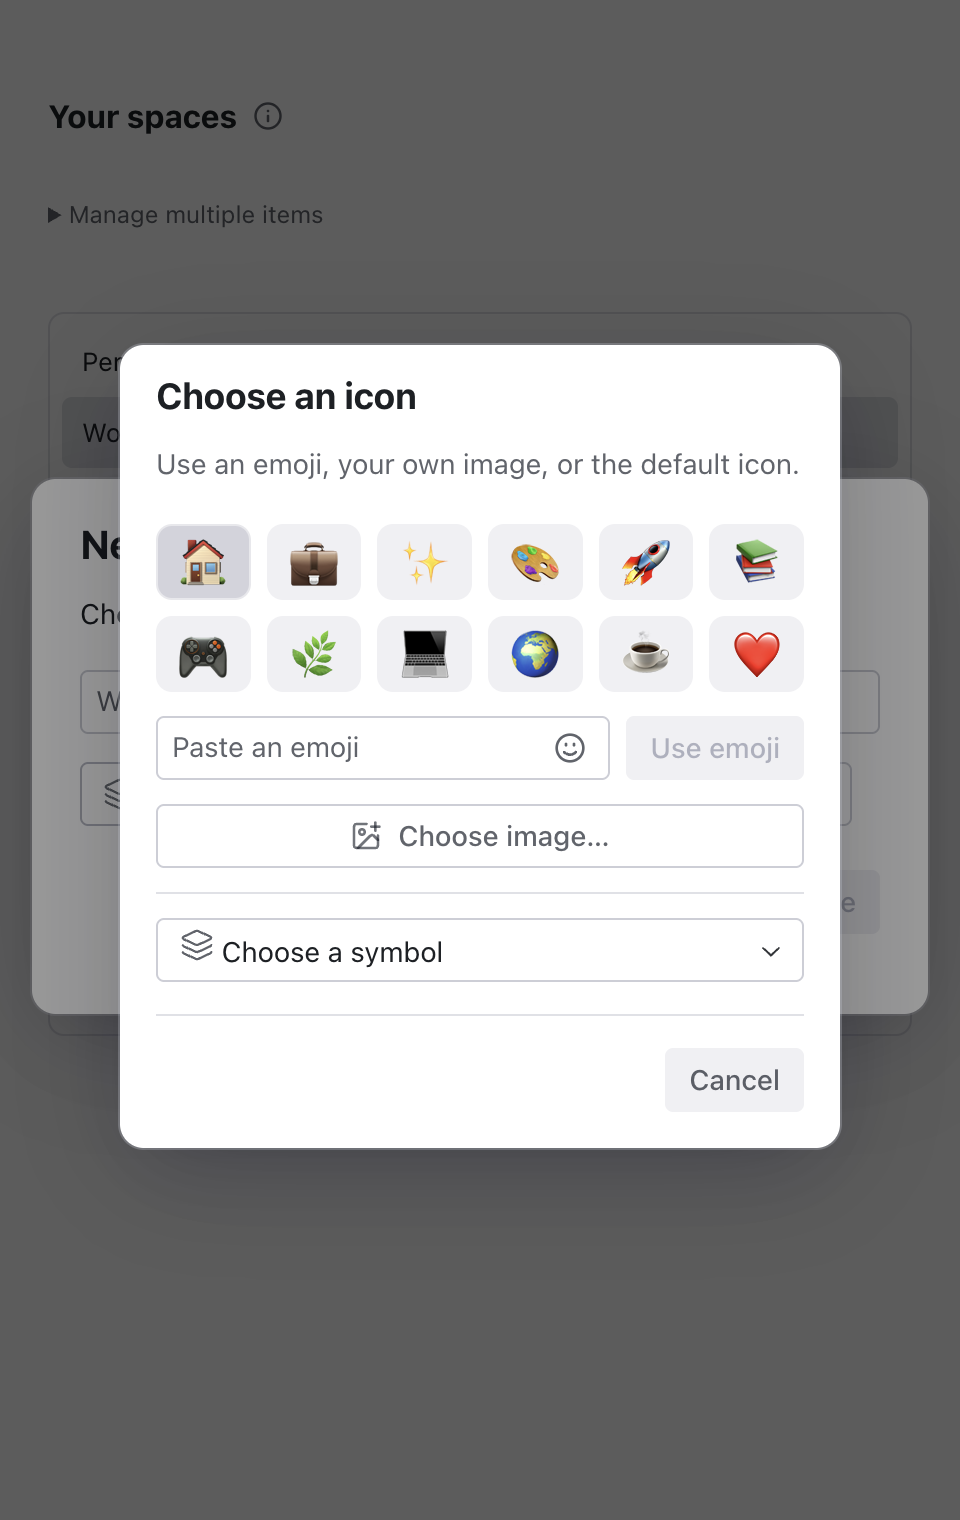 Your spaces
Manage multiple items
Choose an icon
Use an emoji, your own image, or the default icon.
Paste an emoji
Use emoji
Choose image...
Choose a symbol
Cancel